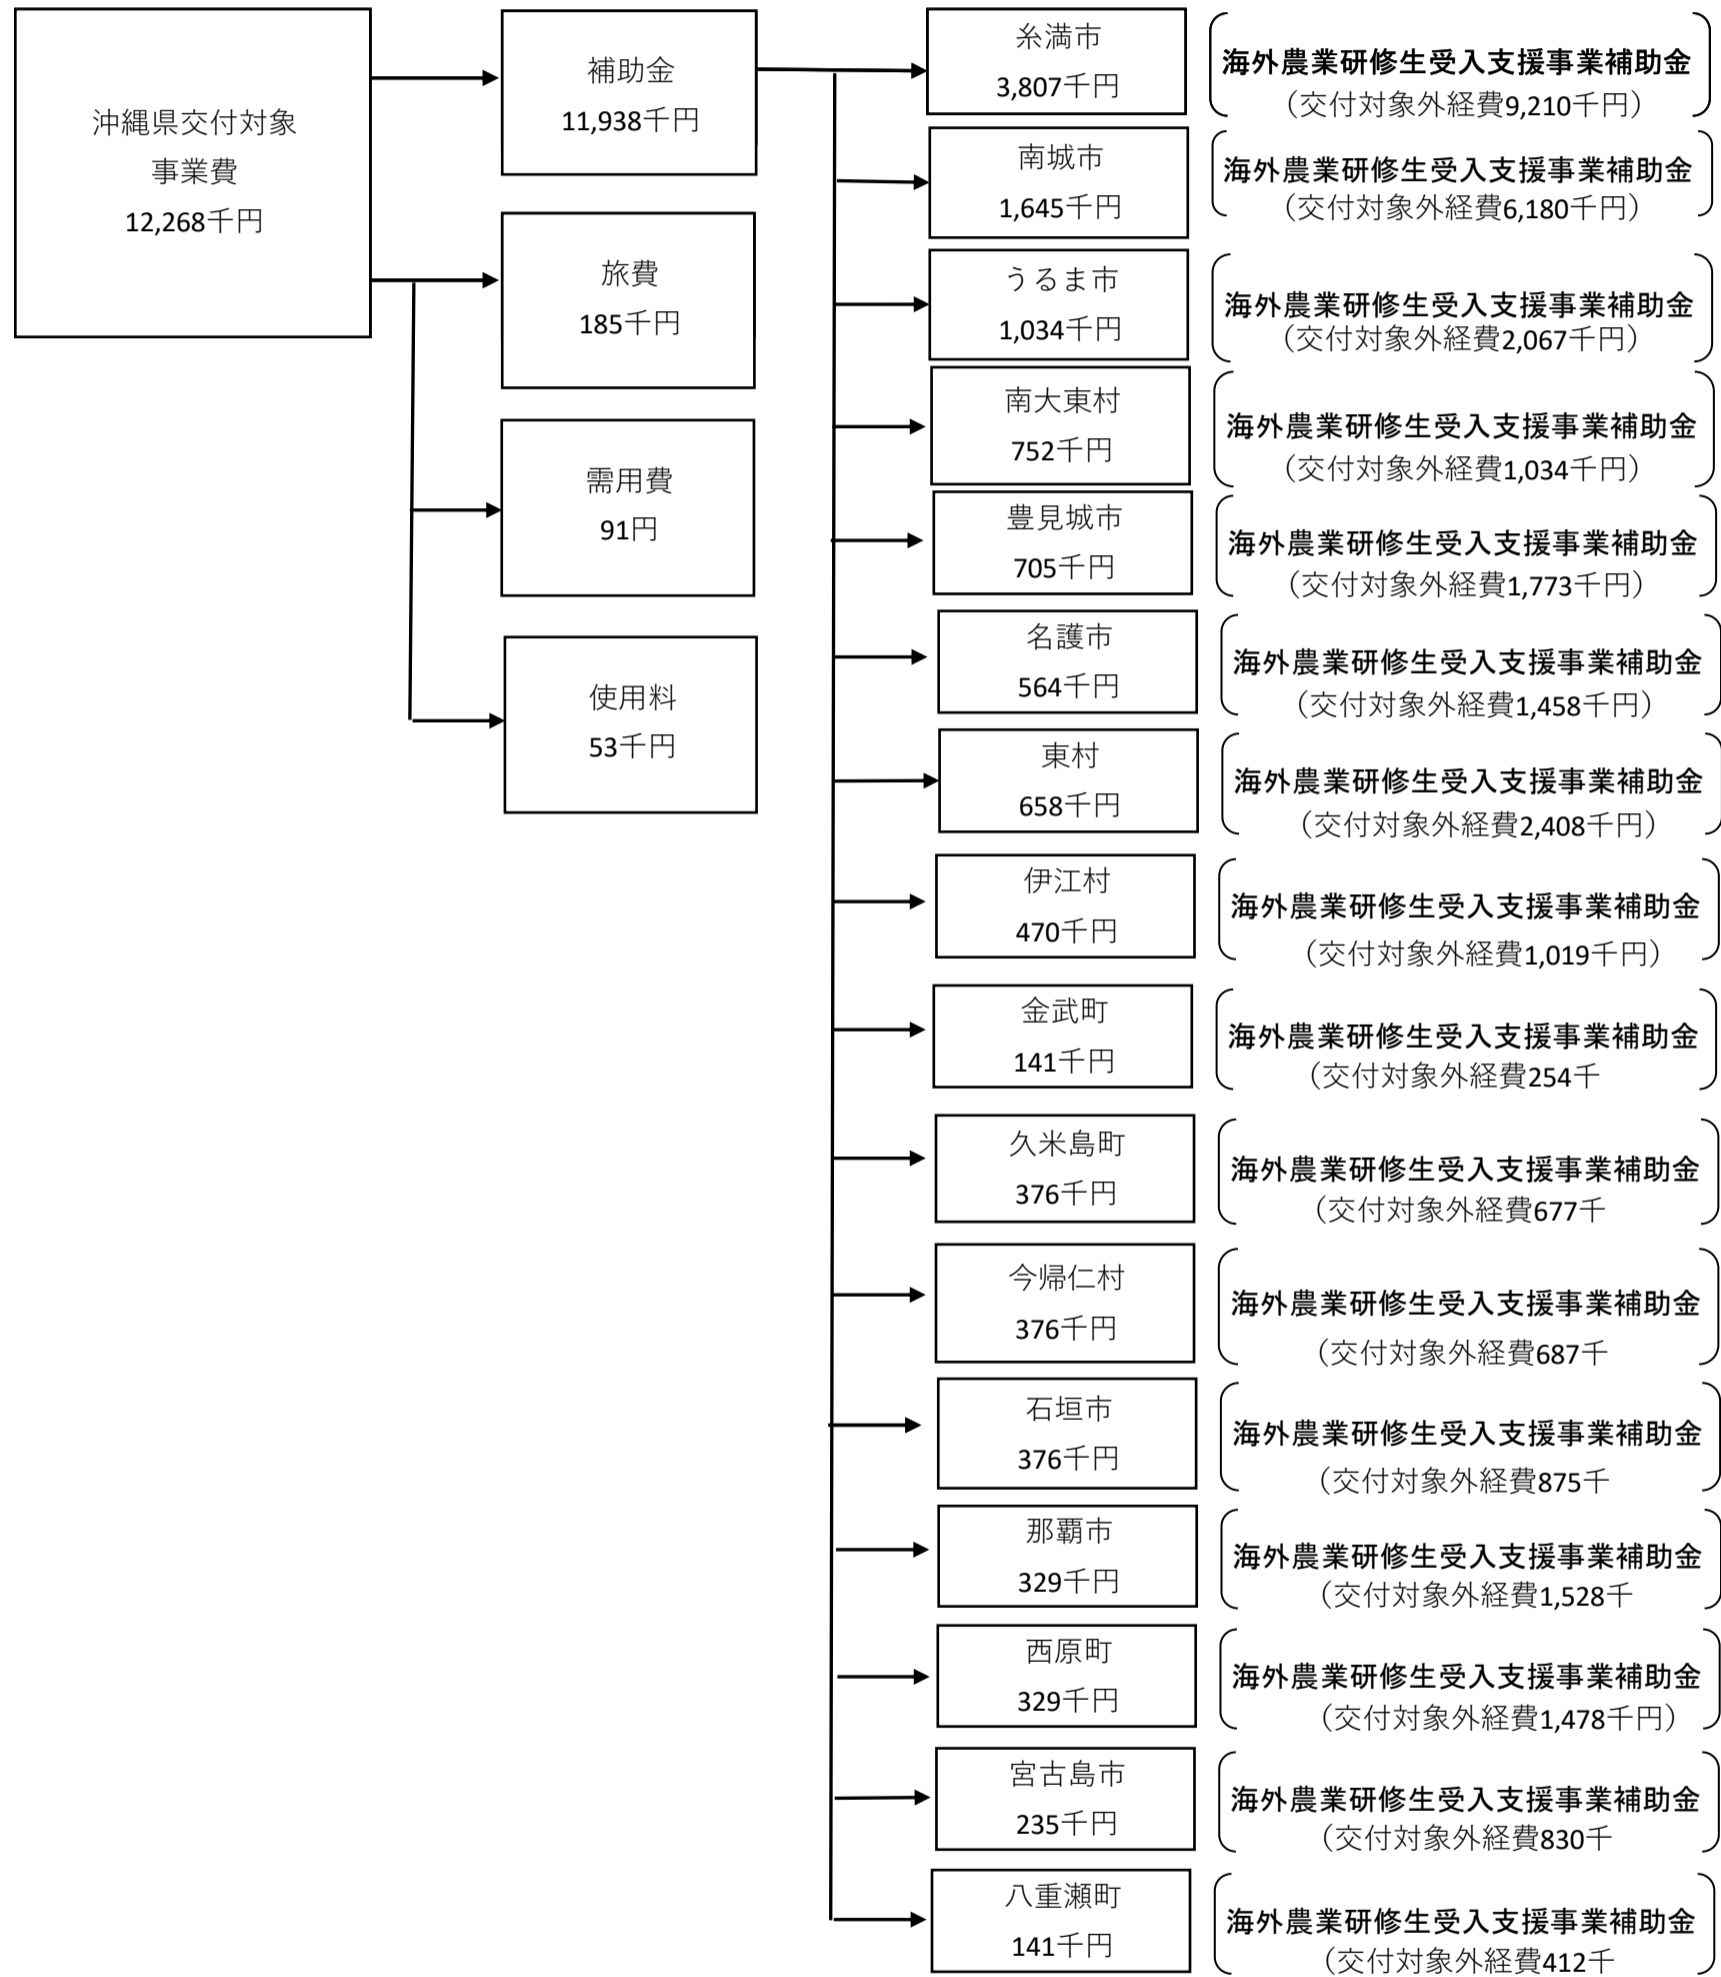 沖縄県交付対象
事業費
12,268千円
補助金
11,938千円
旅費
185千円
需用費
91円
使用料
53千円
糸満市
3,807千円
海外農業研修生受入支援事業補助金
（交付対象外経費9,210千円）
南城市
1,645千円
海外農業研修生受入支援事業補助金
（交付対象外経費6,180千円）
うるま市
1,034千円
海外農業研修生受入支援事業補助金
（交付対象外経費2,067千円）
南大東村
752千円
海外農業研修生受入支援事業補助金
（交付対象外経費1,034千円）
豊見城市
705千円
海外農業研修生受入支援事業補助金
（交付対象外経費1,773千円）
名護市
564千円
海外農業研修生受入支援事業補助金
（交付対象外経費1,458千円）
東村
658千円
海外農業研修生受入支援事業補助金
（交付対象外経費2,408千円）
伊江村
470千円
海外農業研修生受入支援事業補助金
（交付対象外経費1,019千円）
金武町
141千円
海外農業研修生受入支援事業補助金
（交付対象外経費254千
久米島町
376千円
海外農業研修生受入支援事業補助金
（交付対象外経費677千
今帰仁村
376千円
海外農業研修生受入支援事業補助金
（交付対象外経費687千
石垣市
376千円
海外農業研修生受入支援事業補助金
（交付対象外経費875千
那覇市
329千円
海外農業研修生受入支援事業補助金
（交付対象外経費1,528千
西原町
329千円
海外農業研修生受入支援事業補助金
（交付対象外経費1,478千円）
宮古島市
235千円
海外農業研修生受入支援事業補助金
（交付対象外経費830千
八重瀬町
141千円
海外農業研修生受入支援事業補助金
（交付対象外経費412千